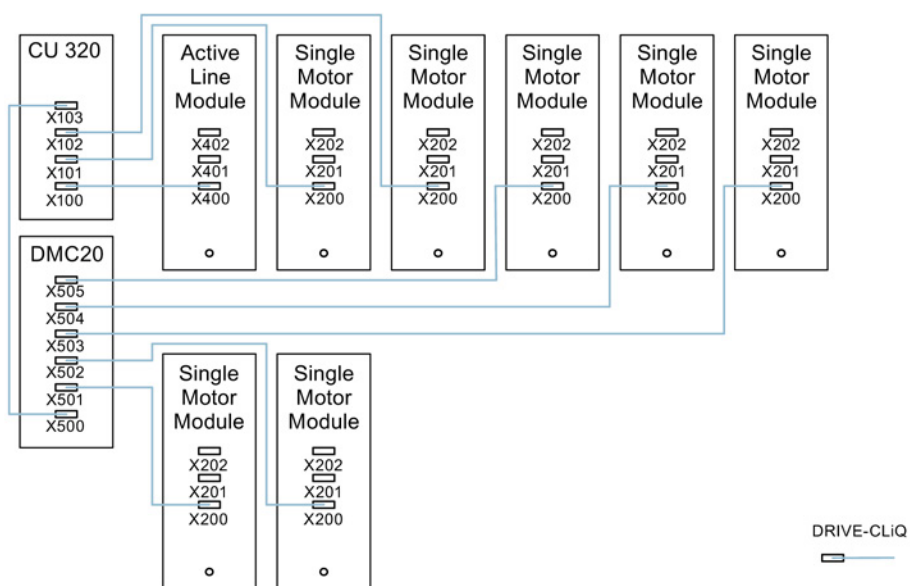 CU 320
X103
X102
X101
X100
Active
Line
Module
X402
X401
X400
Single
Motor
Module
X202
X201
X200
Single
Motor
Module
X202
X201
X200
Single
Motor
Module
X202
X201
X200
Single
Motor
Module
X202
X201
X200
Single
Motor
Module
X202
X201
X200
DMC20
X505
X504
X503
X502
X501
X500
Single
Motor
Module
X202
X201
X200
Single
Motor
Module
X202
X201
X200
DRIVE-CLiQ